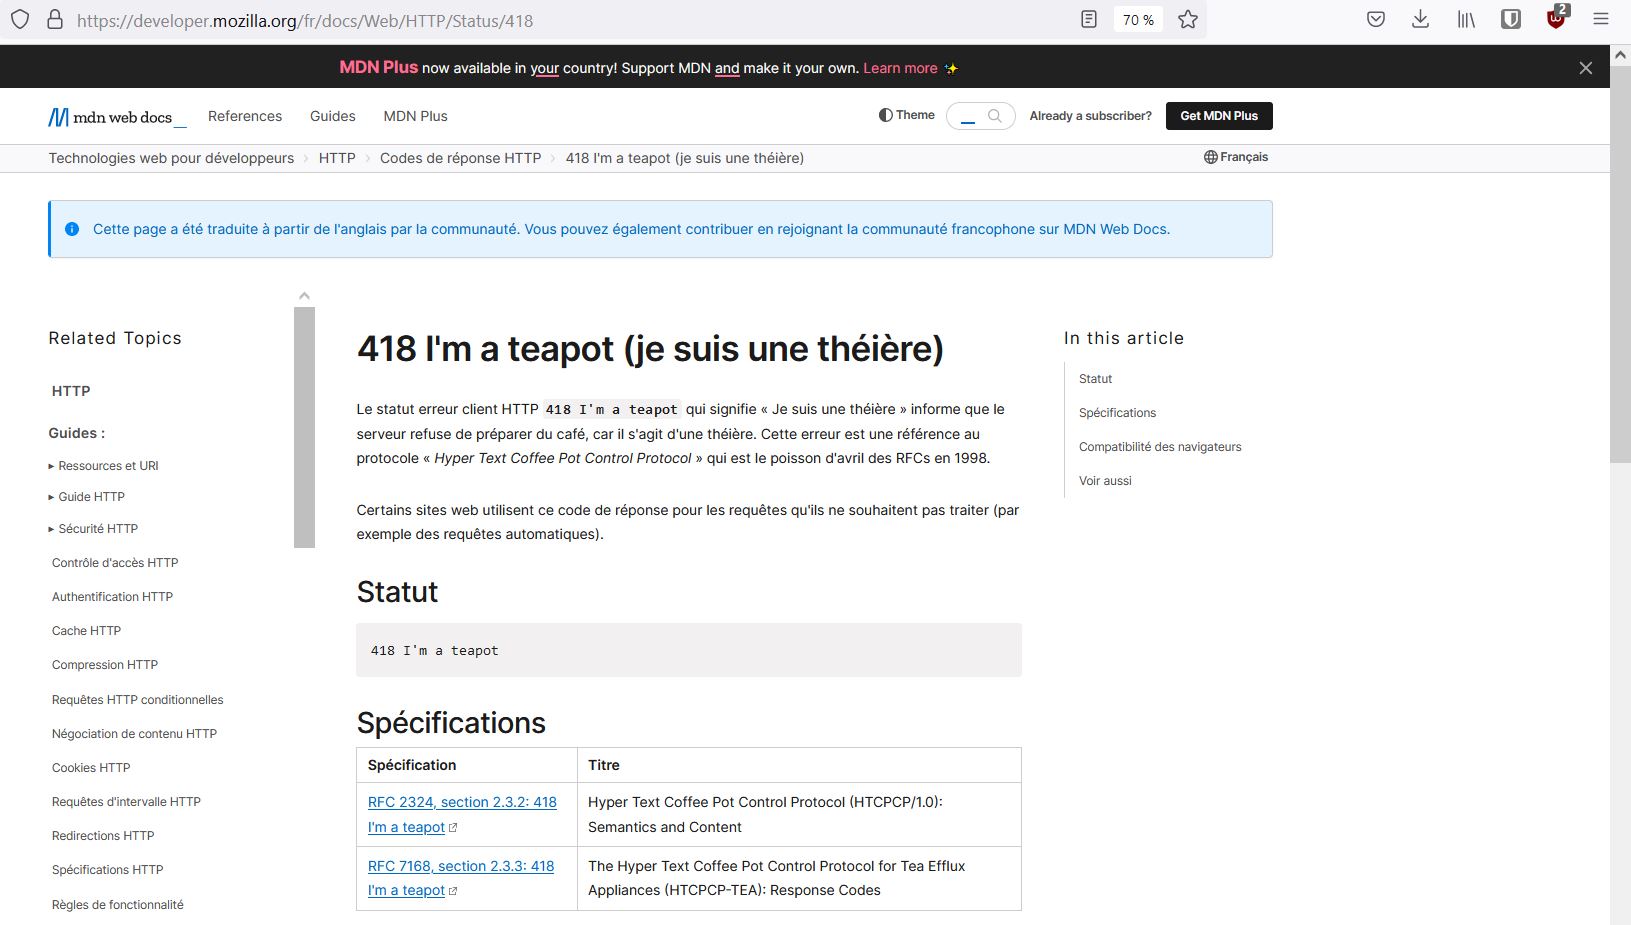 https://developer.mozilla.org/fr/docs/Web/HTTP/Status/418
70 %
2
MDN Plus now available in your country! Support MDN and make it your own. Learn more ✨
mdn web docs_
References
Guides
MDN Plus
Theme
Already a subscriber?
Get MDN Plus
Technologies web pour développeurs
HTTP
Codes de réponse HTTP
418 I'm a teapot (je suis une théière)
Français
Cette page a été traduite à partir de l'anglais par la communauté. Vous pouvez également contribuer en rejoignant la communauté francophone sur MDN Web Docs.
Related Topics
HTTP
Guides :
Ressources et URI
Guide HTTP
Sécurité HTTP
Contrôle d'accès HTTP
Authentification HTTP
Cache HTTP
Compression HTTP
Requêtes HTTP conditionnelles
Négociation de contenu HTTP
Cookies HTTP
Requêtes d'intervalle HTTP
Redirections HTTP
Spécifications HTTP
Règles de fonctionnalité
418 I'm a teapot (je suis une théière)
Le statut erreur client HTTP 418 I'm a teapot qui signifie « Je suis une théière » informe que le
serveur refuse de préparer du café, car il s'agit d'une théière. Cette erreur est une référence au
protocole « Hyper Text Coffee Pot Control Protocol » qui est le poisson d'avril des RFCs en 1998.
Certains sites web utilisent ce code de réponse pour les requêtes qu'ils ne souhaitent pas traiter (par
exemple des requêtes automatiques).
Statut
418 I'm a teapot
Spécifications
Spécification
Titre
RFC 2324, section 2.3.2: 418
I'm a teapot
Hyper Text Coffee Pot Control Protocol (HTCPCP/1.0):
Semantics and Content
RFC 7168, section 2.3.3: 418
I'm a teapot
The Hyper Text Coffee Pot Control Protocol for Tea Efflux
Appliances (HTCPCP-TEA): Response Codes
In this article
Statut
Spécifications
Compatibilité des navigateurs
Voir aussi